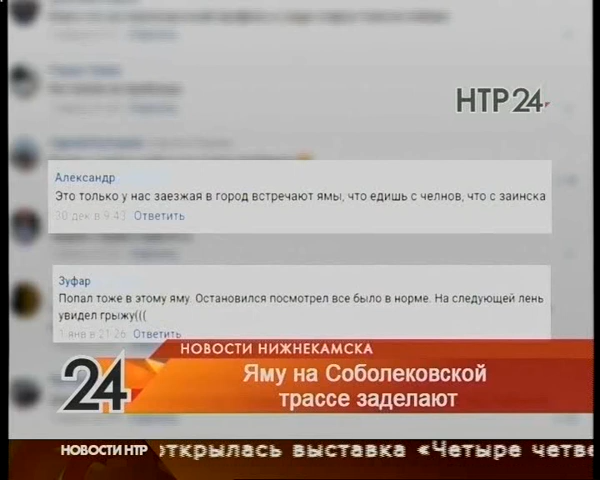 НТР 24
Александр
Это только у нас заезжая в город встречают ямы, что едишь с челнов, что с заинска
30 дек в 9:43 Ответить
Зуфар
Попал тоже в этому яму. Остановился посмотрел все было в норме. На следующей лень
увидел грыжу(((
1 янв в 21:26 Ответить
НОВОСТИ НИЖНЕКАМСКА
24
Яму на Соболековской
трассе заделают
НОВОСТИ НТР открылась выставка «Четыре четве